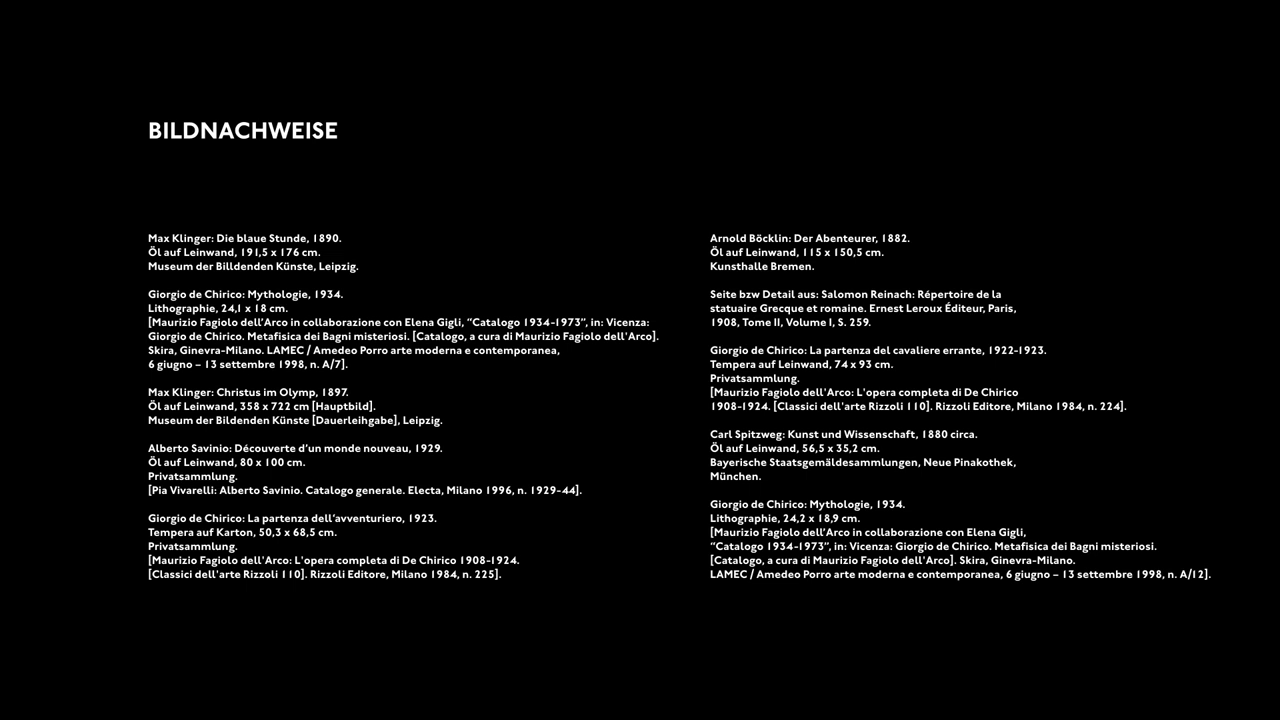 BILDNACHWEISE
Max Klinger: Die blaue Stunde, 1890.
Öl auf Leinwand, 191,5 x 176 cm.
Museum der Billdenden Künste, Leipzig.
Giorgio de Chirico: Mythologie, 1934.
Lithographie, 24,1 x 18 cm.
[Maurizio Fagiolo dell’Arco in collaborazione con Elena Gigli, “Catalogo 1934-1973”, in: Vicenza:
Giorgio de Chirico. Metafisica dei Bagni misteriosi. [Catalogo, a cura di Maurizio Fagiolo dell'Arco].
Skira, Ginevra-Milano. LAMEC / Amedeo Porro arte moderna e contemporanea,
6 giugno – 13 settembre 1998, n. A/7].
Max Klinger: Christus im Olymp, 1897.
Öl auf Leinwand, 358 x 722 cm [Hauptbild].
Museum der Bildenden Künste [Dauerleihgabe], Leipzig.
Alberto Savinio: Découverte d’un monde nouveau, 1929.
Öl auf Leinwand, 80 x 100 cm.
Privatsammlung.
[Pia Vivarelli: Alberto Savinio. Catalogo generale. Electa, Milano 1996, n. 1929-44].
Giorgio de Chirico: La partenza dell’avventuriero, 1923.
Tempera auf Karton, 50,3 x 68,5 cm.
Privatsammlung.
[Maurizio Fagiolo dell'Arco: L'opera completa di De Chirico 1908-1924.
[Classici dell'arte Rizzoli 110]. Rizzoli Editore, Milano 1984, n. 225].
Arnold Böcklin: Der Abenteurer, 1882.
Öl auf Leinwand, 115 x 150,5 cm.
Kunsthalle Bremen.
Seite bzw Detail aus: Salomon Reinach: Répertoire de la
statuaire Grecque et romaine. Ernest Leroux Éditeur, Paris,
1908, Tome II, Volume I, S. 259.
Giorgio de Chirico: La partenza del cavaliere errante, 1922-1923.
Tempera auf Leinwand, 74 x 93 cm.
Privatsammlung.
[Maurizio Fagiolo dell'Arco: L'opera completa di De Chirico
1908-1924. [Classici dell'arte Rizzoli 110]. Rizzoli Editore, Milano 1984, n. 224].
Carl Spitzweg: Kunst und Wissenschaft, 1880 circa.
Öl auf Leinwand, 56,5 x 35,2 cm.
Bayerische Staatsgemäldesammlungen, Neue Pinakothek,
München.
Giorgio de Chirico: Mythologie, 1934.
Lithographie, 24,2 x 18,9 cm.
[Maurizio Fagiolo dell’Arco in collaborazione con Elena Gigli,
“Catalogo 1934-1973”, in: Vicenza: Giorgio de Chirico. Metafisica dei Bagni misteriosi.
[Catalogo, a cura di Maurizio Fagiolo dell'Arco]. Skira, Ginevra-Milano.
LAMEC / Amedeo Porro arte moderna e contemporanea, 6 giugno – 13 settembre 1998, n. A/12].